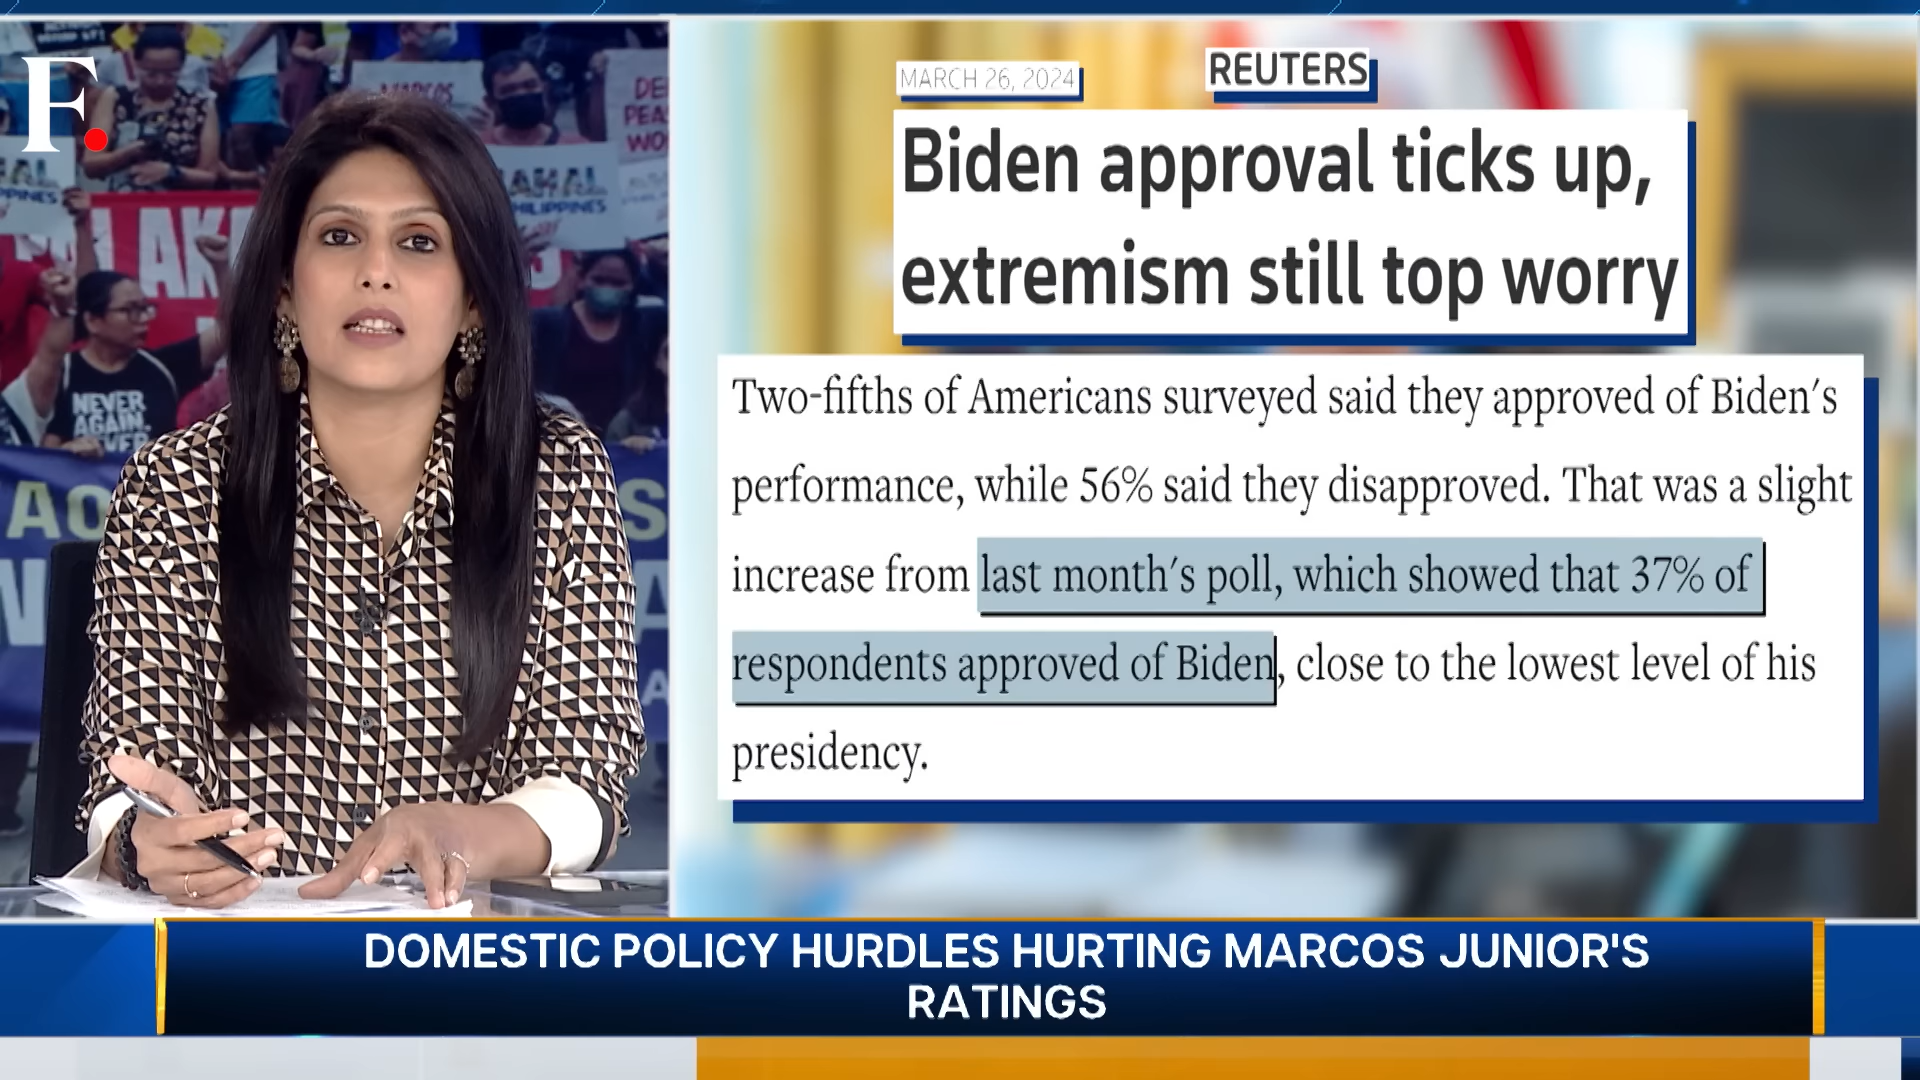 F.
MARCOS
NEVER
AGAIN.
MARCH 26, 2024
REUTERS
Biden approval ticks up,
extremism still top worry
Two-fifths of Americans surveyed said they approved of Biden's
performance, while 56% said they disapproved. That was a slight
increase from last month's poll, which showed that 37% of
respondents approved of Biden, close to the lowest level of his
presidency.
DOMESTIC POLICY HURDLES HURTING MARCOS JUNIOR'S
RATINGS